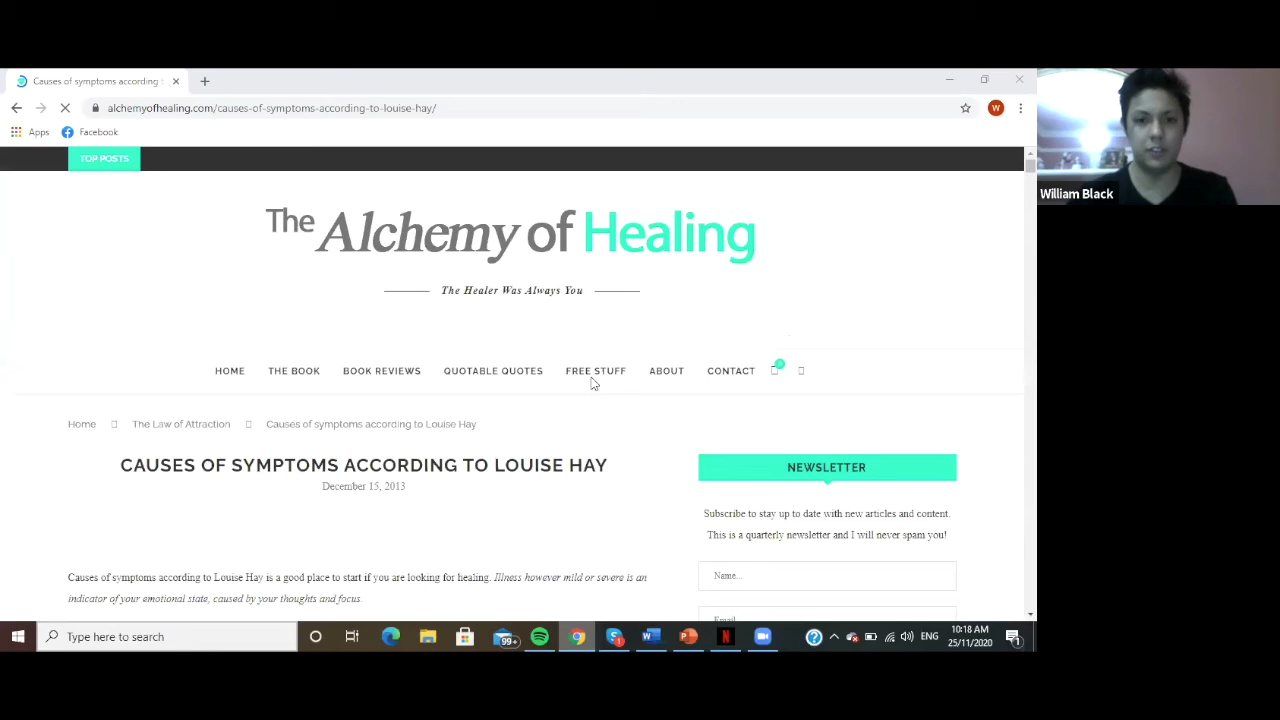 Causes of symptoms according t
alchemyofhealing.com/causes-of-symptoms-according-to-louise-hay/
W
Apps
Facebook
TOP POSTS
The Alchemy of Healing
The Healer Was Always You
HOME
THE BOOK
BOOK REVIEWS
QUOTABLE QUOTES
FREE STUFF
ABOUT
CONTACT
Home
The Law of Attraction
Causes of symptoms according to Louise Hay
CAUSES OF SYMPTOMS ACCORDING TO LOUISE HAY
December 15, 2013
Causes of symptoms according to Louise Hay is a good place to start if you are looking for healing. Illness however mild or severe is an
indicator of your emotional state, caused by your thoughts and focus.
NEWSLETTER
Subscribe to stay up to date with new articles and content.
This is a quarterly newsletter and I will never spam you!
Name...
Email
William Black
Type here to search
99+
ENG
10:18 AM
25/11/2020